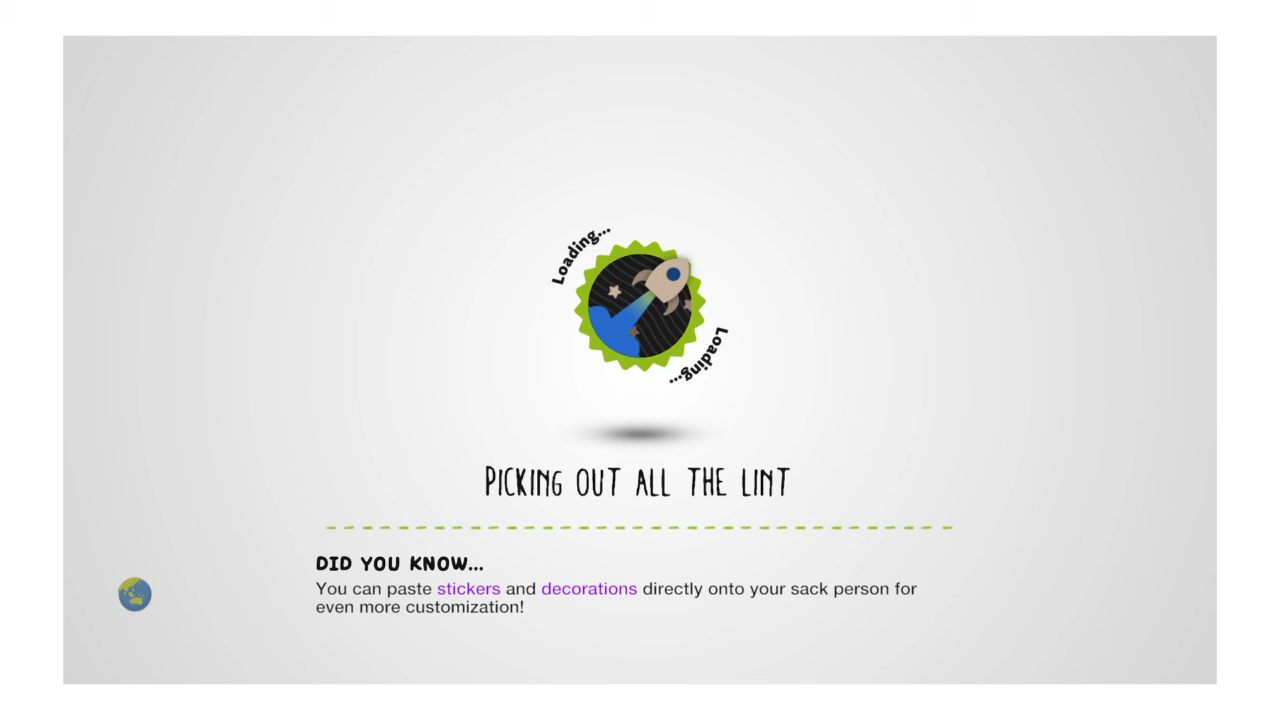 Loading...
Loading...
PICKING OUT ALL THE LINT
DID YOU KNOW...
You can paste stickers and decorations directly onto your sack person for
even more customization!